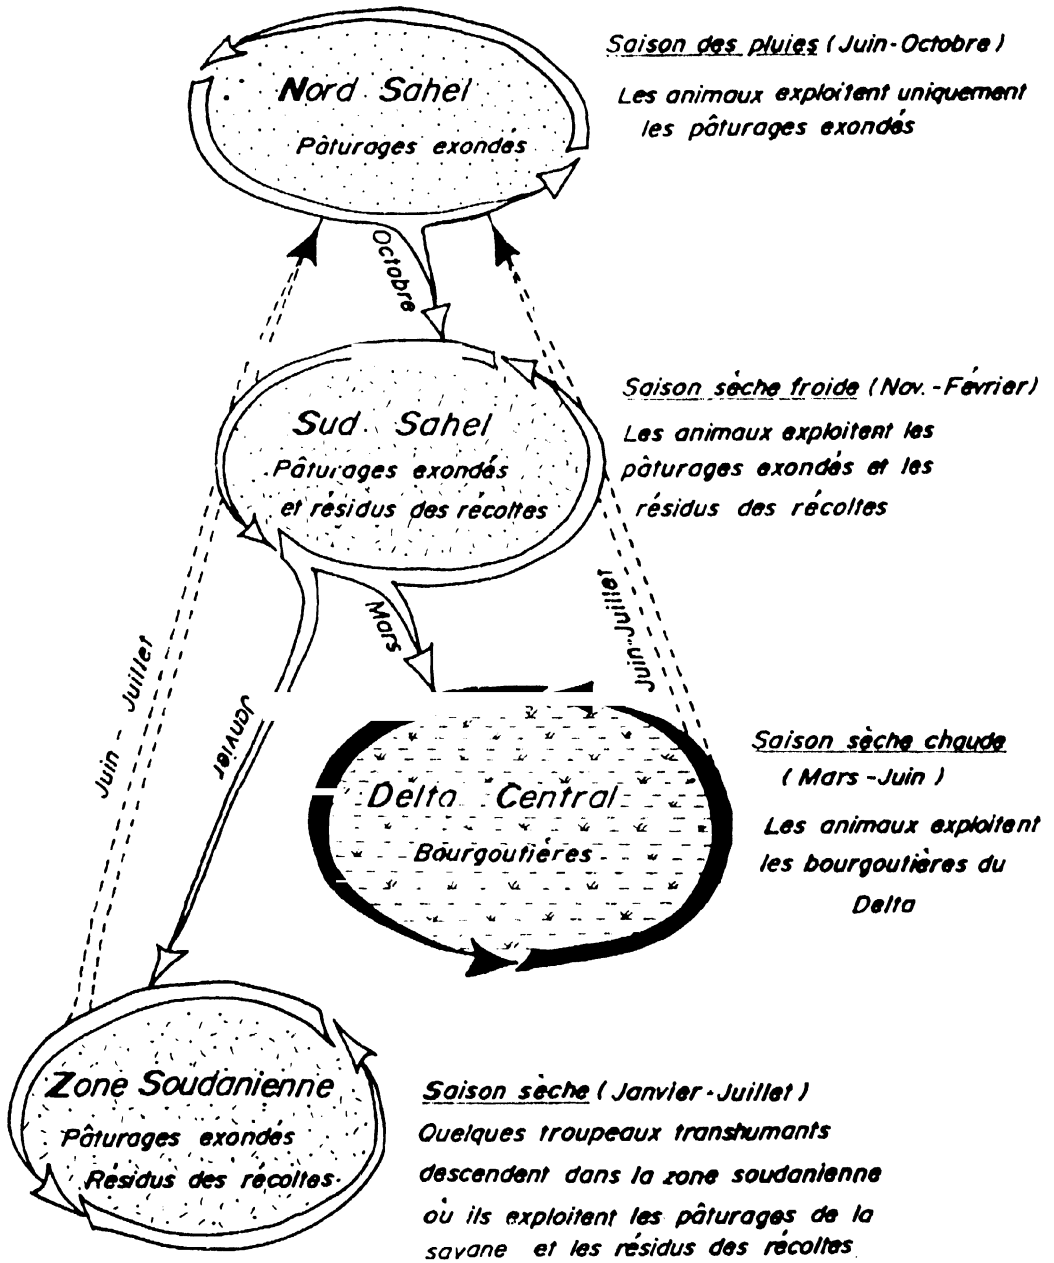 Saison des pluies (Juin-Octobre)
Les animaux exploitent uniquement
les pâturages exondés
Nord Sahel
Pâturages exondés
Octobre
Saison sèche froide (Nov.-Février)
Les animaux exploitent les
pâturages exondés et les
résidus des récoltes
Sud Sahel
Pâturages exondés
et résidus des récoltes
Mars
Juin-Juillet
Juin - Juillet
Janvier
Saison sèche chaude
(Mars-Juin)
Les animaux exploitent
les bourgoutières du
Delta
Delta Central
Bourgoutiéres
Zone Soudanienne
Pâturages exondés
Résidus des récoltes
Saison sèche (Janvier-Juillet)
Quelques troupeaux transhumants
descendent dans la zone soudanienne
où ils exploitent les pâturages de la
savane et les résidus des récoltes